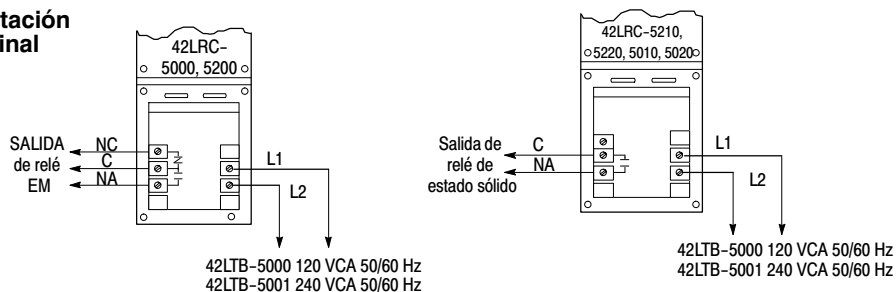 tación
inal
42LRC-
5000, 5200
SALIDA
de relé
EM
NC
C
NA
L1
L2
42LTB-5000 120 VCA 50/60 Hz
42LTB-5001 240 VCA 50/60 Hz
42LRC-5210,
5220, 5010, 5020
Salida de
relé de
estado sólido
C
NA
L1
L2
42LTB-5000 120 VCA 50/60 Hz
42LTB-5001 240 VCA 50/60 Hz